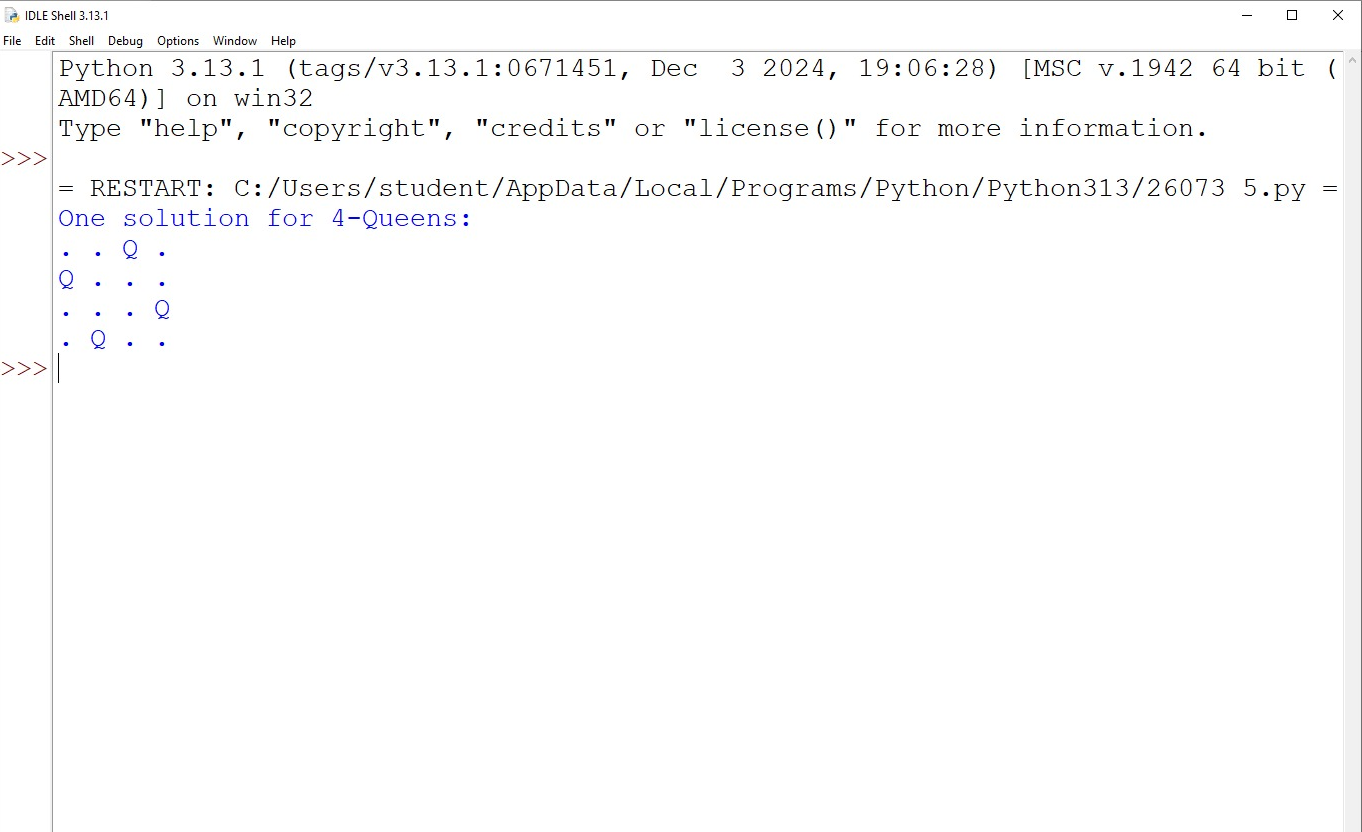 IDLE Shell 3.13.1
File Edit Shell Debug Options Window Help
Python 3.13.1 (tags/v3.13.1:0671451, Dec  3 2024, 19:06:28) [MSC v.1942 64 bit (
AMD64)] on win32
Type "help", "copyright", "credits" or "license()" for more information.
>>>
= RESTART: C:/Users/student/AppData/Local/Programs/Python/Python313/26073 5.py =
One solution for 4-Queens:
. . Q .
Q . . .
. . . Q
. Q . .
>>>